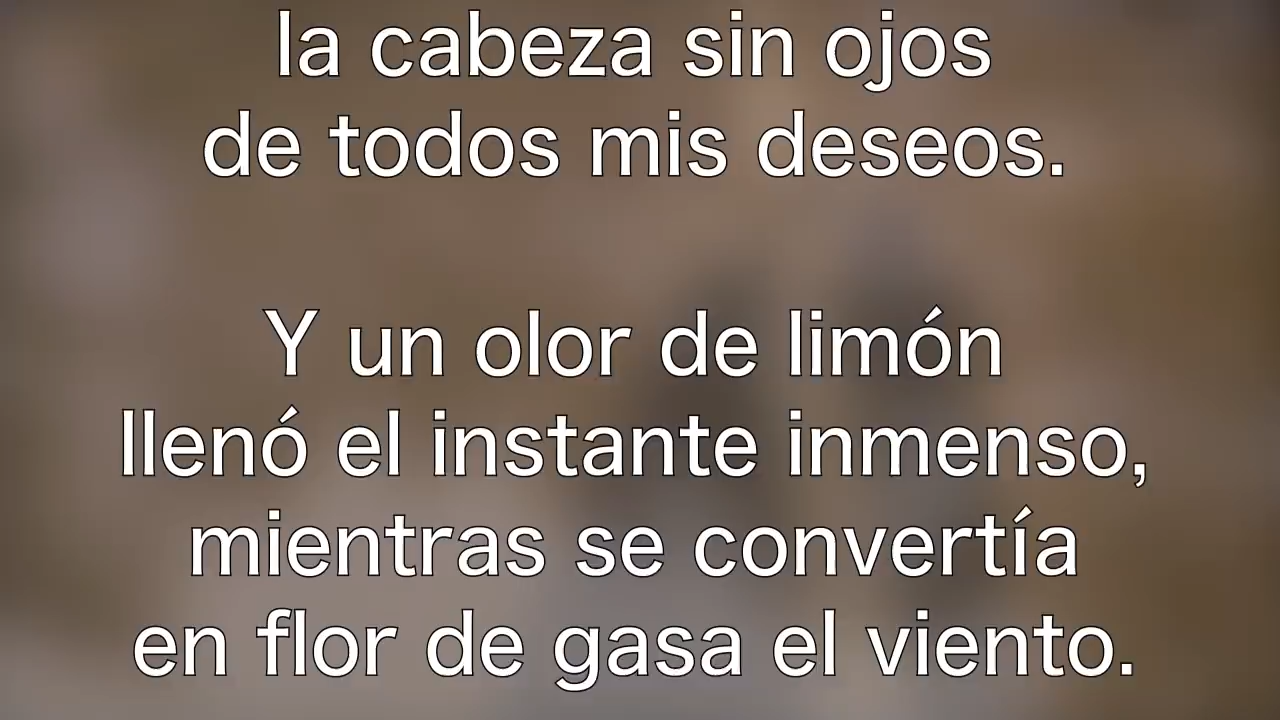 la cabeza sin ojos
de todos mis deseos.
Y un olor de limón
llenó el instante inmenso,
mientras se convertía
en flor de gasa el viento.